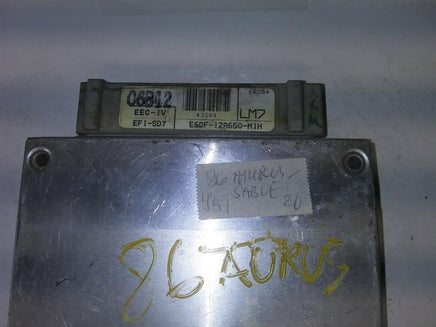 C6B12
EEC-IV
EFI-SD7
LM7
E6DF-12A650-M1H
86 TAURUS-
SABLE
451 20
86 TAURUS